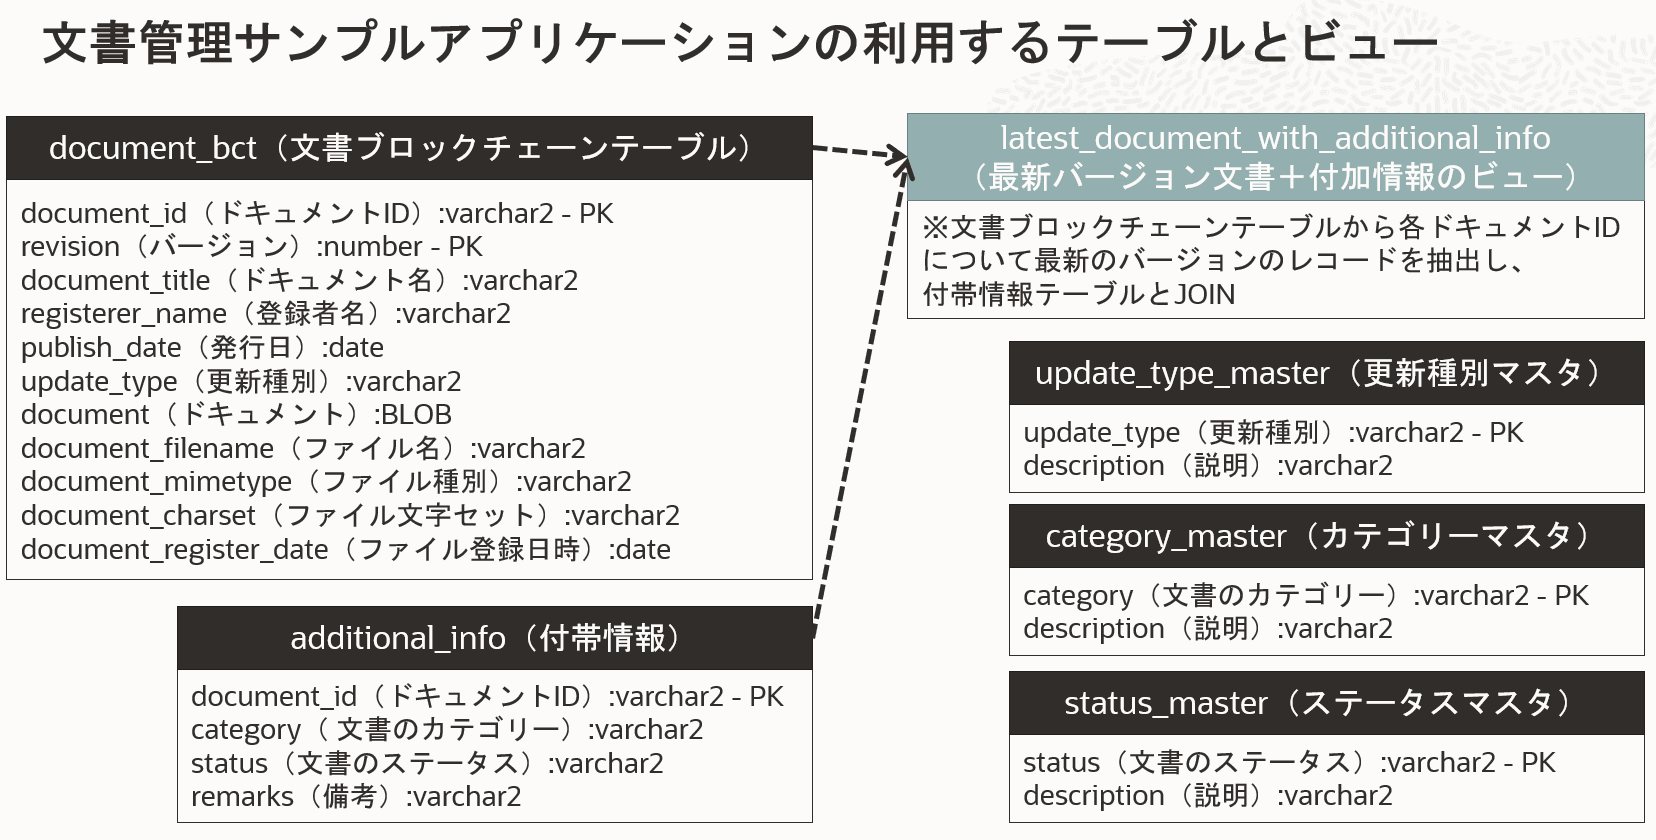 文書管理サンプルアプリケーションの利用するテーブルとビュー
document_bct（文書ブロックチェーンテーブル）
document_id（ドキュメントID）:varchar2 - PK
revision（バージョン）:number - PK
document_title（ドキュメント名）:varchar2
registerer_name（登録者名）:varchar2
publish_date（発行日）:date
update_type（更新種別）:varchar2
document（ドキュメント）:BLOB
document_filename（ファイル名）:varchar2
document_mimetype（ファイル種別）:varchar2
document_charset（ファイル文字セット）:varchar2
document_register_date（ファイル登録日時）:date
additional_info（付帯情報）
document_id（ドキュメントID）:varchar2 - PK
category（ 文書のカテゴリー）:varchar2
status（文書のステータス）:varchar2
remarks（備考）:varchar2
latest_document_with_additional_info
（最新バージョン文書＋付加情報のビュー）
※文書ブロックチェーンテーブルから各ドキュメントID
について最新のバージョンのレコードを抽出し、
付帯情報テーブルとJOIN
update_type_master（更新種別マスタ）
update_type（更新種別）:varchar2 - PK
description（説明）:varchar2
category_master（カテゴリーマスタ）
category（文書のカテゴリー）:varchar2 - PK
description（説明）:varchar2
status_master（ステータスマスタ）
status（文書のステータス）:varchar2 - PK
description（説明）:varchar2